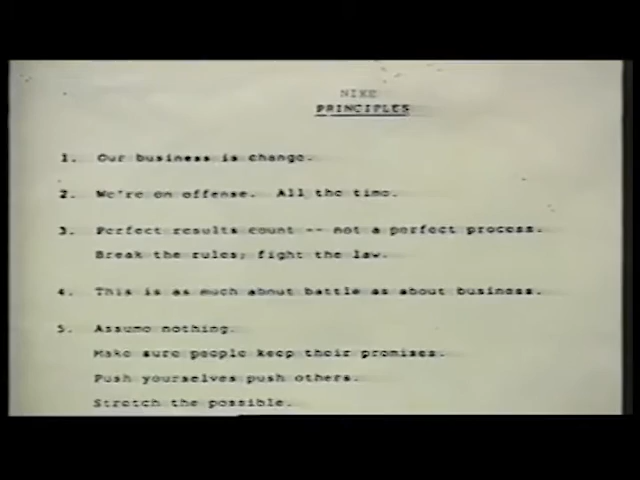 NIKE
PRINCIPLES
1. Our business is change.
2. We're on offense. All the time.
3. Perfect results count -- not a perfect process.
Break the rules; fight the law.
4. This is as much about battle as about business.
5. Assume nothing.
Make sure people keep their promises.
Push yourselves push others.
Stretch the possible.